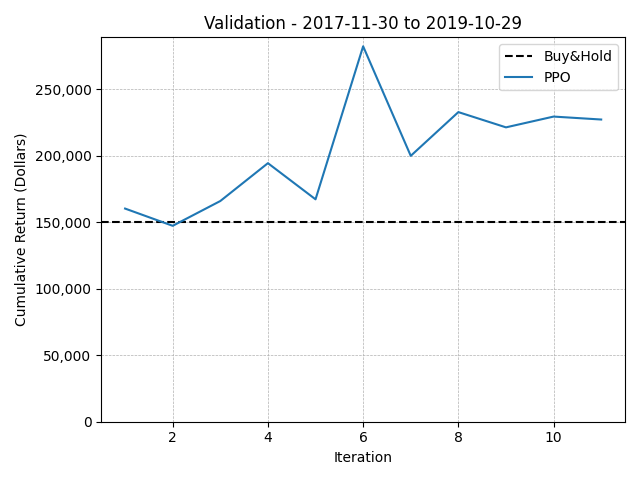 Validation - 2017-11-30 to 2019-10-29
Buy&Hold
PPO
Cumulative Return (Dollars)
250,000
200,000
150,000
100,000
50,000
0
2 4 6 8 10
Iteration